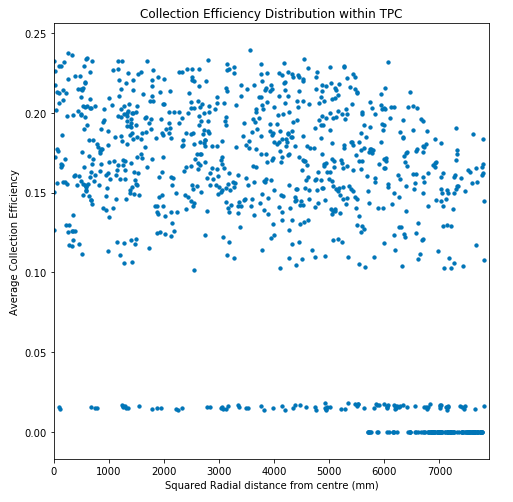 Collection Efficiency Distribution within TPC
0.25
0.20
0.15
0.10
0.05
0.00
Average Collection Efficiency
0 1000 2000 3000 4000 5000 6000 7000
Squared Radial distance from centre (mm)